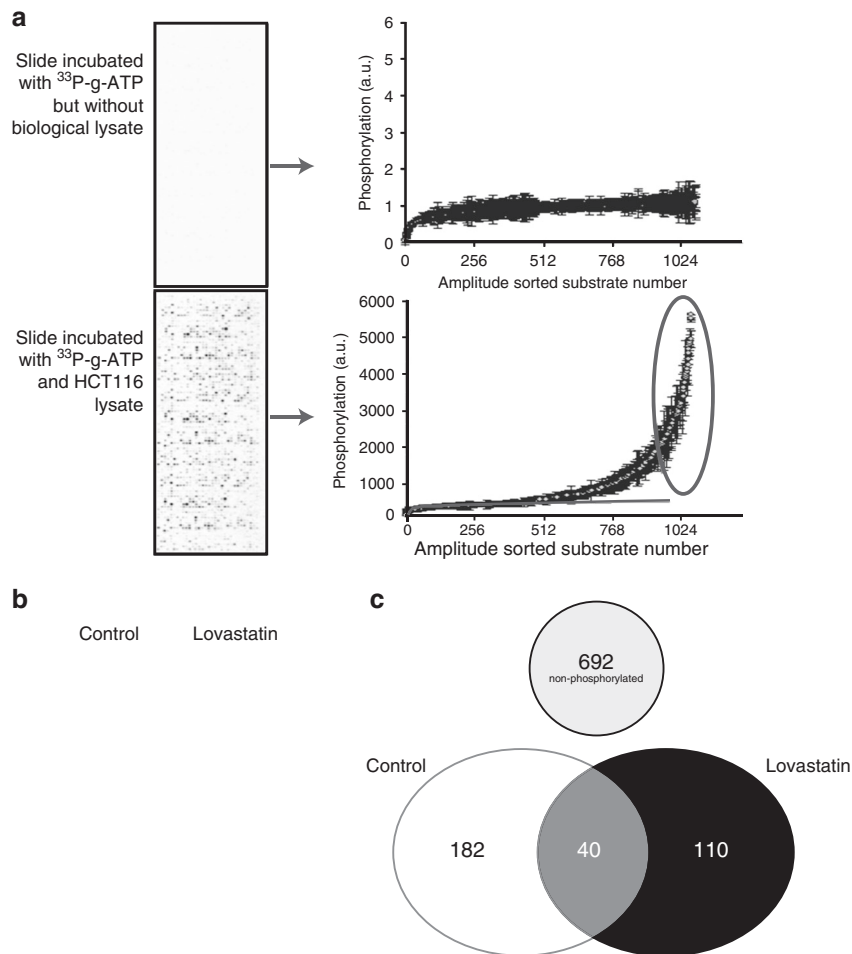 a
Slide incubated
with ³³P-g-ATP
but without
biological lysate
Phosphorylation (a.u.)
6
5
4
3
2
1
0
0 256 512 768 1024
Amplitude sorted substrate number
Slide incubated
with ³³P-g-ATP
and HCT116
lysate
Phosphorylation (a.u.)
6000
5000
4000
3000
2000
1000
0
0 256 512 768 1024
Amplitude sorted substrate number
b
Control Lovastatin
c
692
non-phosphorylated
Control Lovastatin
182 40 110